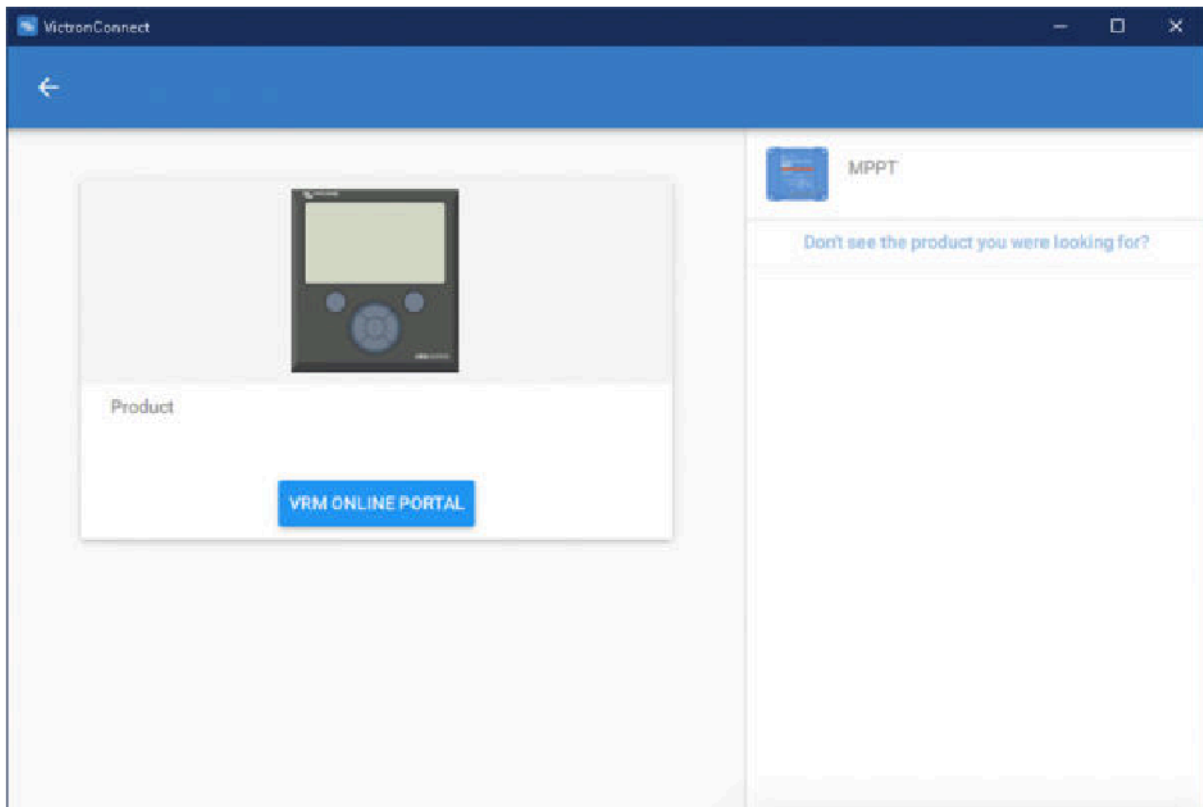 VictronConnect
MPPT
Don't see the product you were looking for?
Product
VRM ONLINE PORTAL